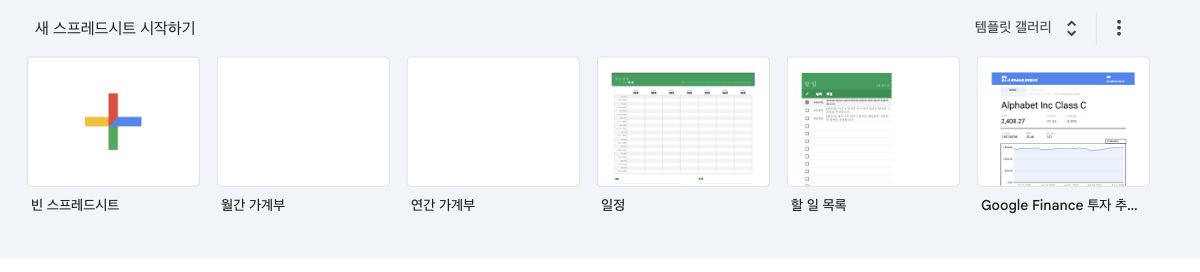 새 스프레드시트 시작하기
템플릿 갤러리
할 일
Alphabet Inc Class C
2,408.27
빈 스프레드시트
월간 가계부
연간 가계부
일정
할 일 목록
Google Finance 투자 추...